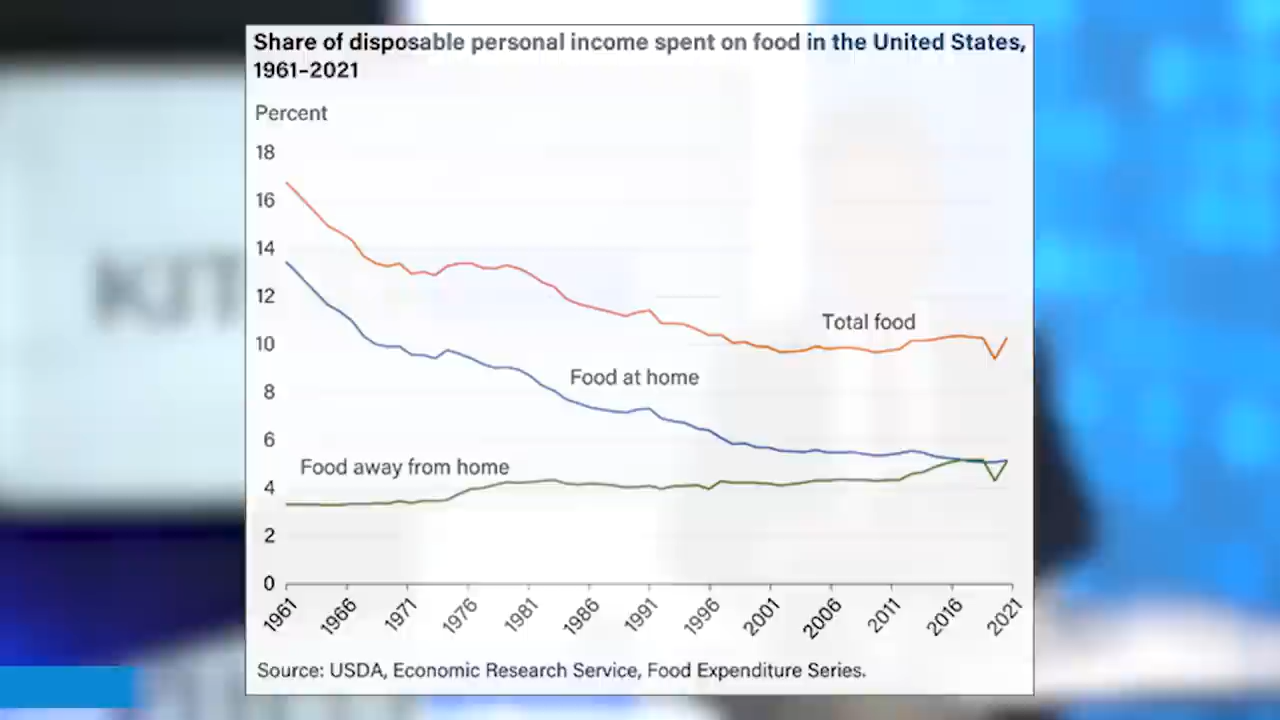 Share of disposable personal income spent on food in the United States,
1961–2021
Percent
18
16
14
12
10
8
6
4
2
0
Total food
Food at home
Food away from home
1961 1966 1971 1976 1981 1986 1991 1996 2001 2006 2011 2016 2021
Source: USDA, Economic Research Service, Food Expenditure Series.
KIT